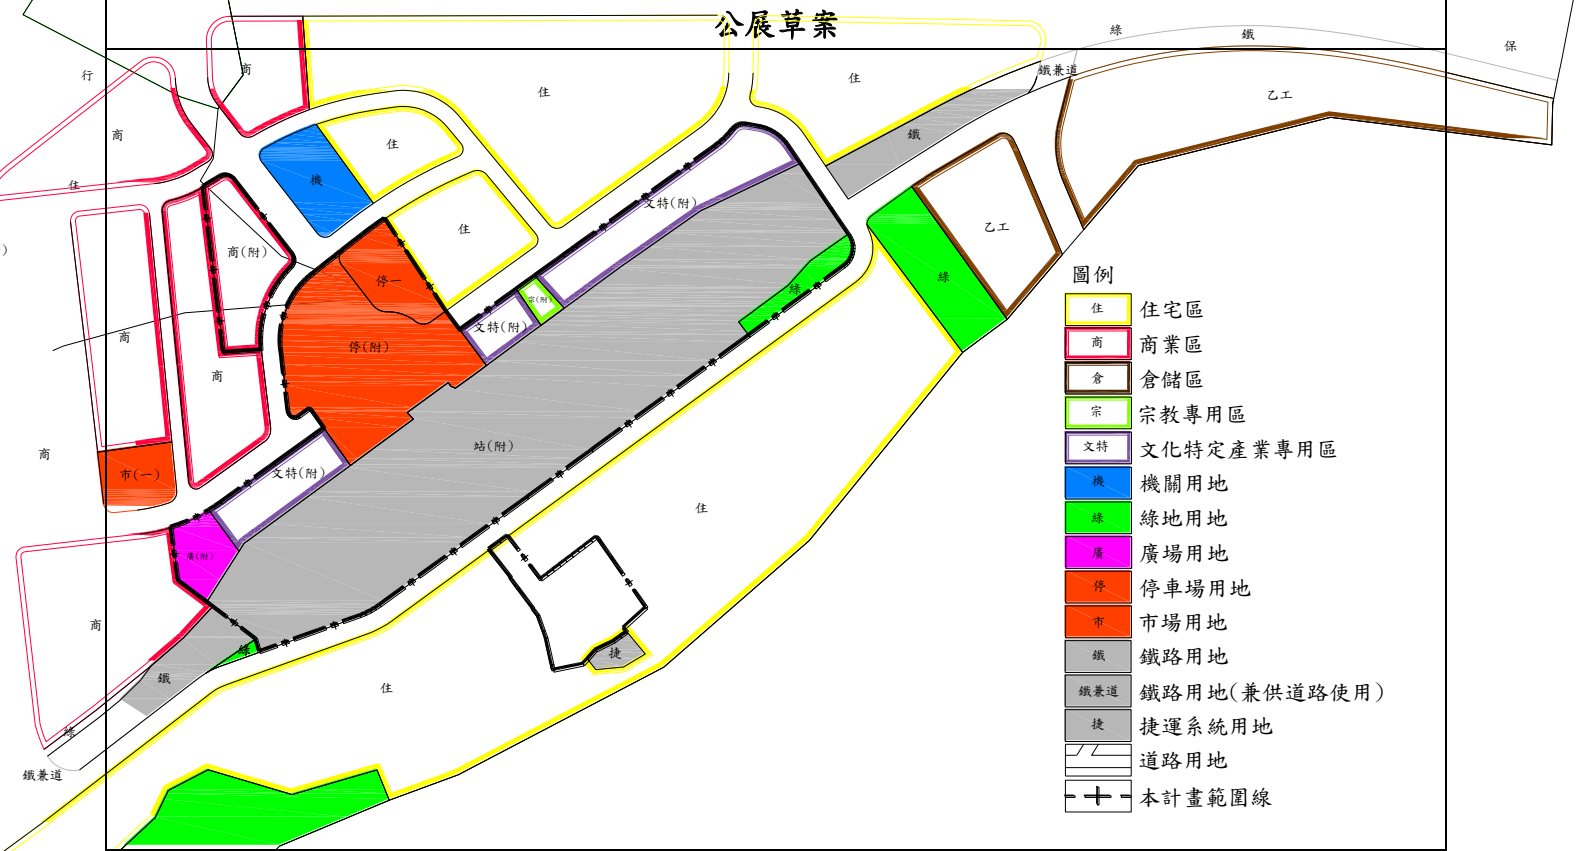 公展草案
綠
鐵
保
行
商
住
住
鐵兼道
乙工
商
鐵
住
機
住
文特(附)
住
商(附)
乙工
)
停一
綠
綠
宗(附)
文特(附)
商
停(附)
商
站(附)
商
市(一)
文特(附)
住
廣(附)
商
綠
捷
鐵
住
綠
鐵兼道
圖例
住 住宅區
商 商業區
倉 倉儲區
宗 宗教專用區
文特 文化特定產業專用區
機 機關用地
綠 綠地用地
廣 廣場用地
停 停車場用地
市 市場用地
鐵 鐵路用地
鐵兼道 鐵路用地(兼供道路使用)
捷 捷運系統用地
道路用地
本計畫範圍線